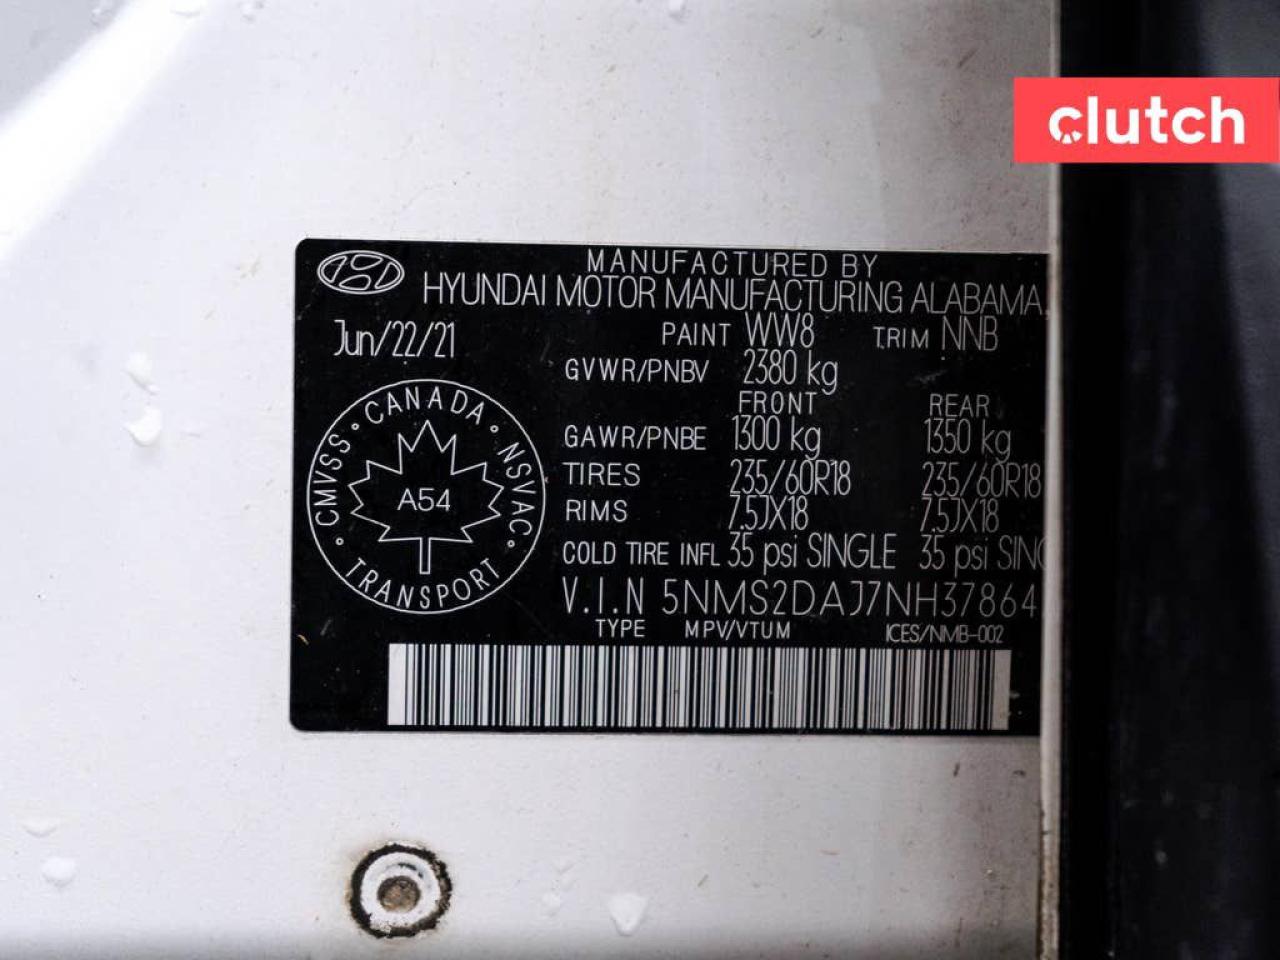 clutch
MANUFACTURED BY
HYUNDAI MOTOR MANUFACTURING ALABAMA,
Jun/22/21 PAINT WW8 TRIM NNB
GVWR/PNBV 2380 kg
FRONT REAR
GAWR/PNBE 1300 kg 1350 kg
TIRES 235/60R18 235/60R18
RIMS 7.5JX18 7.5JX18
COLD TIRE INFL 35 psi SINGLE 35 psi SING
V.I.N 5NMS2DAJ7NH37864
TYPE MPV/VTUM ICES/NMB-002
CANADA • NSVAC • TRANSPORT • CMVSS •
A54